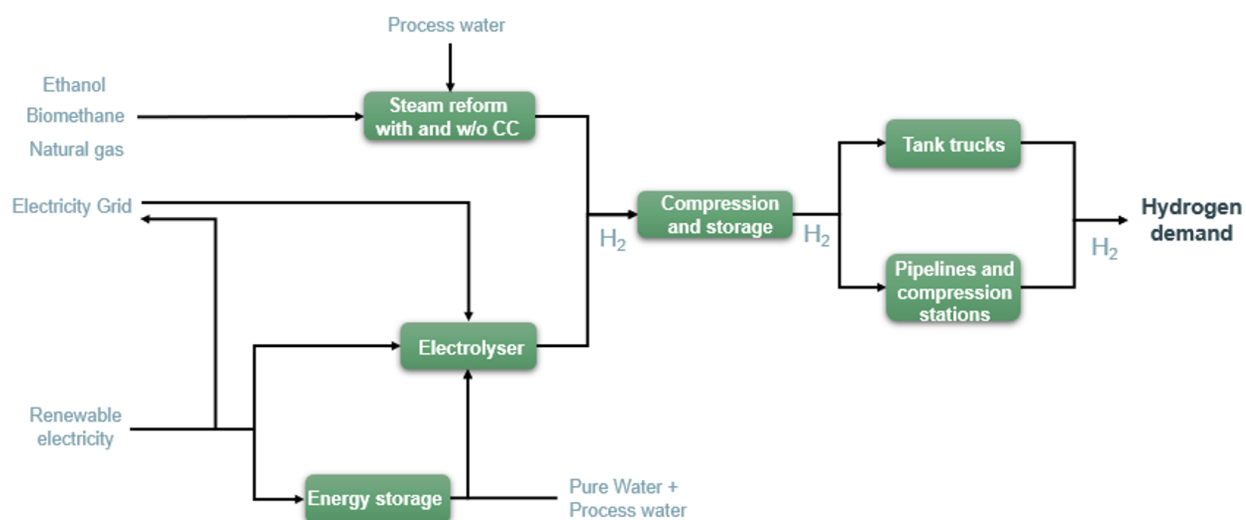 Process water
Ethanol
Biomethane
Natural gas
Steam reform
with and w/o CC
Tank trucks
Electricity Grid
Compression
and storage
H₂
H₂
Hydrogen
demand
H₂
Pipelines and
compression
stations
Electrolyser
Renewable
electricity
Energy storage
Pure Water +
Process water